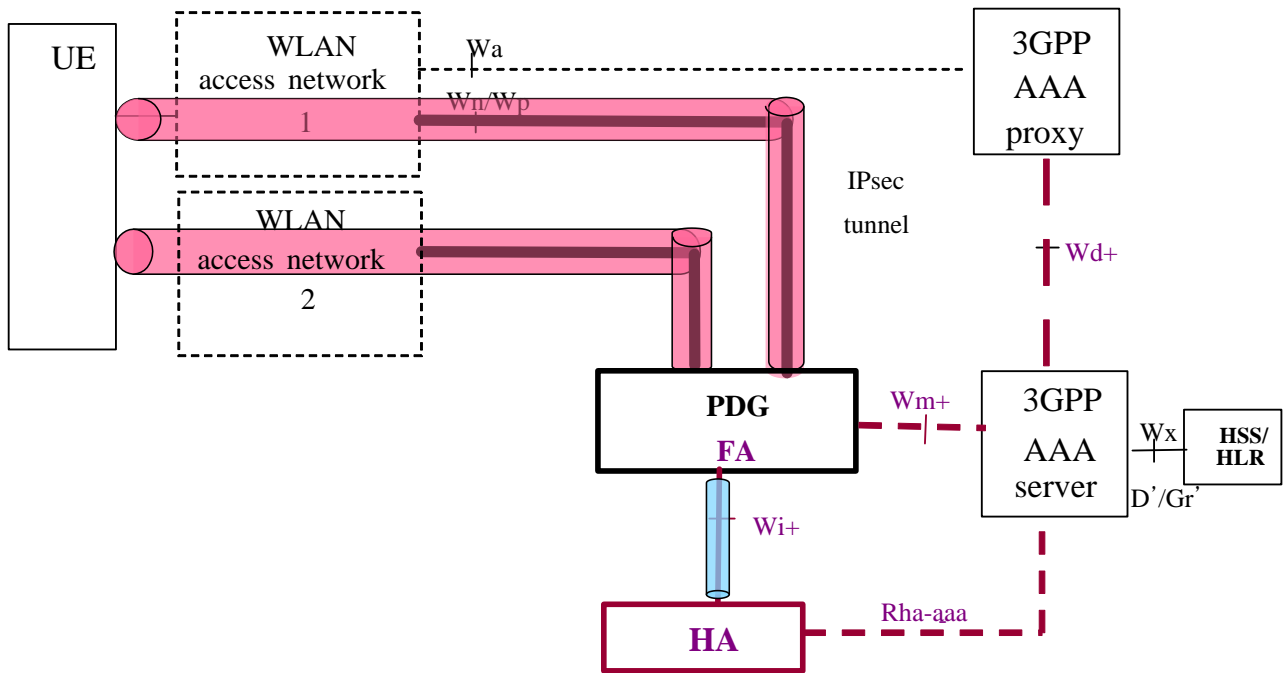 UE
WLAN
access network
1
Wa
Wn/Wp
3GPP
AAA
proxy
IPsec
tunnel
WLAN
access network
2
Wd+
PDG
FA
Wm+
3GPP
AAA
server
Wx
D’/Gr’
HSS/
HLR
Wi+
HA
Rha-aaa